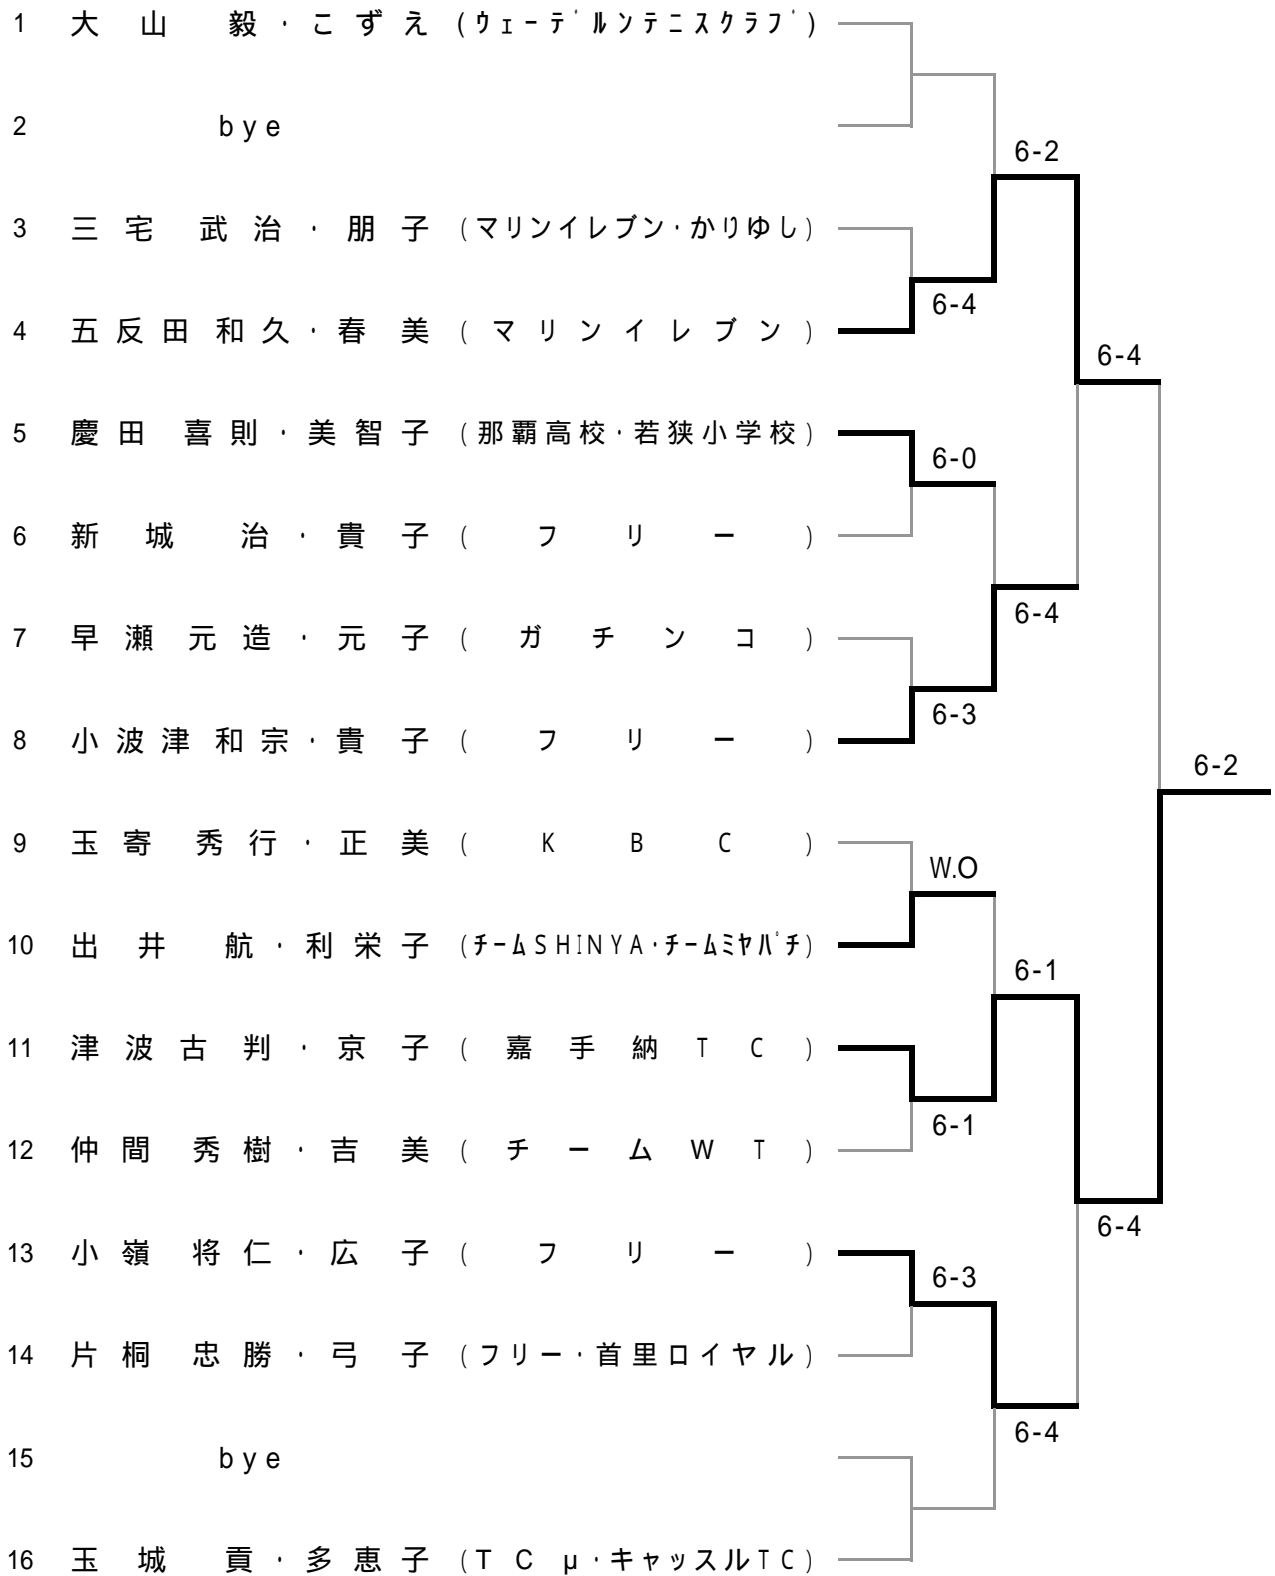 1 大山 毅・こずえ (ウェーデルンテニスクラブ)
2 bye
6-2
3 三宅 武治・朋子 (マリンイレブン・かりゆし)
6-4
4 五反田和久・春美 (マリンイレブン)
6-4
5 慶田 喜則・美智子 (那覇高校・若狭小学校)
6-0
6 新城 治・貴子 (フリー)
6-4
7 早瀬元造・元子 (ガチンコ)
6-3
8 小波津和宗・貴子 (フリー)
6-2
9 玉寄 秀行・正美 (KBC)
W.O
10 出井 航・利栄子 (チームSHINYA・チームミヤバチ)
6-1
11 津波古 判・京子 (嘉手納TC)
6-1
12 仲間 秀樹・吉美 (チームWT)
6-4
13 小嶺 将仁・広子 (フリー)
6-3
14 片桐 忠勝・弓子 (フリー・首里ロイヤル)
6-4
15 bye
16 玉城 貢・多恵子 (TCμ・キャッスルTC)